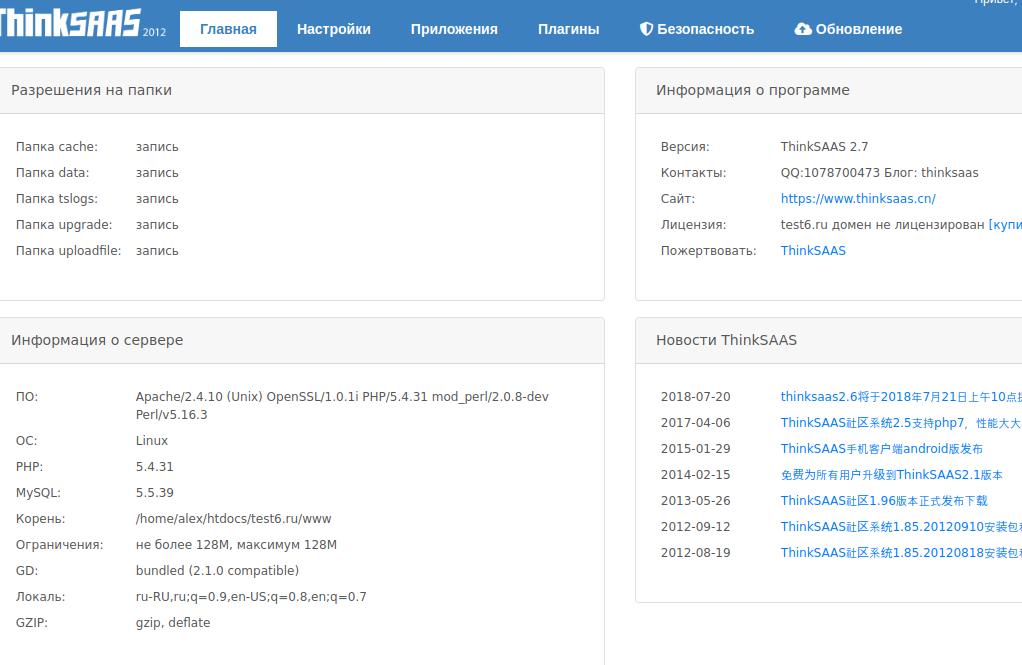 Привет,
ThinkSAAS 2012
Главная Настройки Приложения Плагины Безопасность Обновление
Разрешения на папки
Папка cache: запись
Папка data: запись
Папка tslogs: запись
Папка upgrade: запись
Папка uploadfile: запись
Информация о программе
Версия: ThinkSAAS 2.7
Контакты: QQ:1078700473 Блог: thinksaas
Сайт: https://www.thinksaas.cn/
Лицензия: test6.ru домен не лицензирован [купи
Пожертвовать: ThinkSAAS
Информация о сервере
ПО: Apache/2.4.10 (Unix) OpenSSL/1.0.1i PHP/5.4.31 mod_perl/2.0.8-dev
Perl/v5.16.3
ОС: Linux
PHP: 5.4.31
MySQL: 5.5.39
Корень: /home/alex/htdocs/test6.ru/www
Ограничения: не более 128M, максимум 128M
GD: bundled (2.1.0 compatible)
Локаль: ru-RU,ru;q=0.9,en-US;q=0.8,en;q=0.7
GZIP: gzip, deflate
Новости ThinkSAAS
2018-07-20 thinksaas2.6将于2018年7月21日上午10点
2017-04-06 ThinkSAAS社区系统2.5支持php7，性能大大
2015-01-29 ThinkSAAS手机客户端android版发布
2014-02-15 免费为所有用户升级到ThinkSAAS2.1版本
2013-05-26 ThinkSAAS社区1.96版本正式发布下载
2012-09-12 ThinkSAAS社区系统1.85.20120910安装包
2012-08-19 ThinkSAAS社区系统1.85.20120818安装包